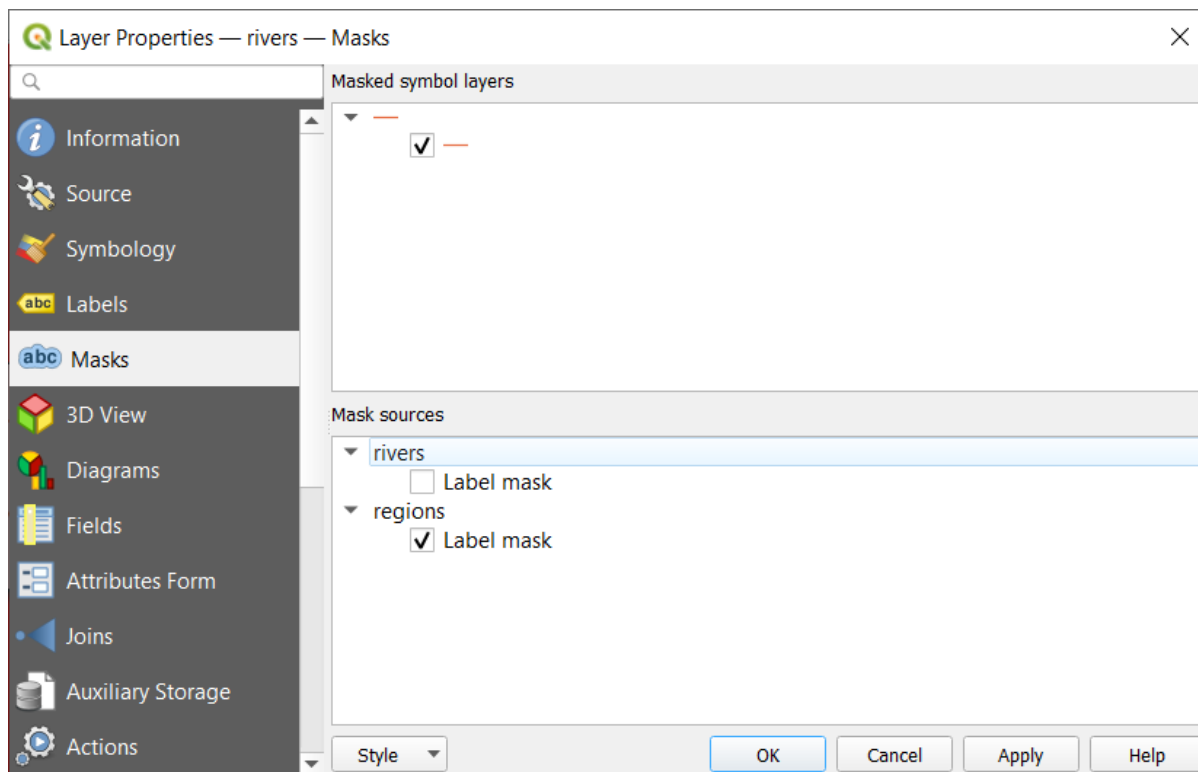 Layer Properties — rivers — Masks
Information
Source
Symbology
abc Labels
abc Masks
3D View
Diagrams
Fields
Attributes Form
Joins
Auxiliary Storage
Actions
Masked symbol layers
Mask sources
rivers
Label mask
regions
Label mask
Style
OK
Cancel
Apply
Help